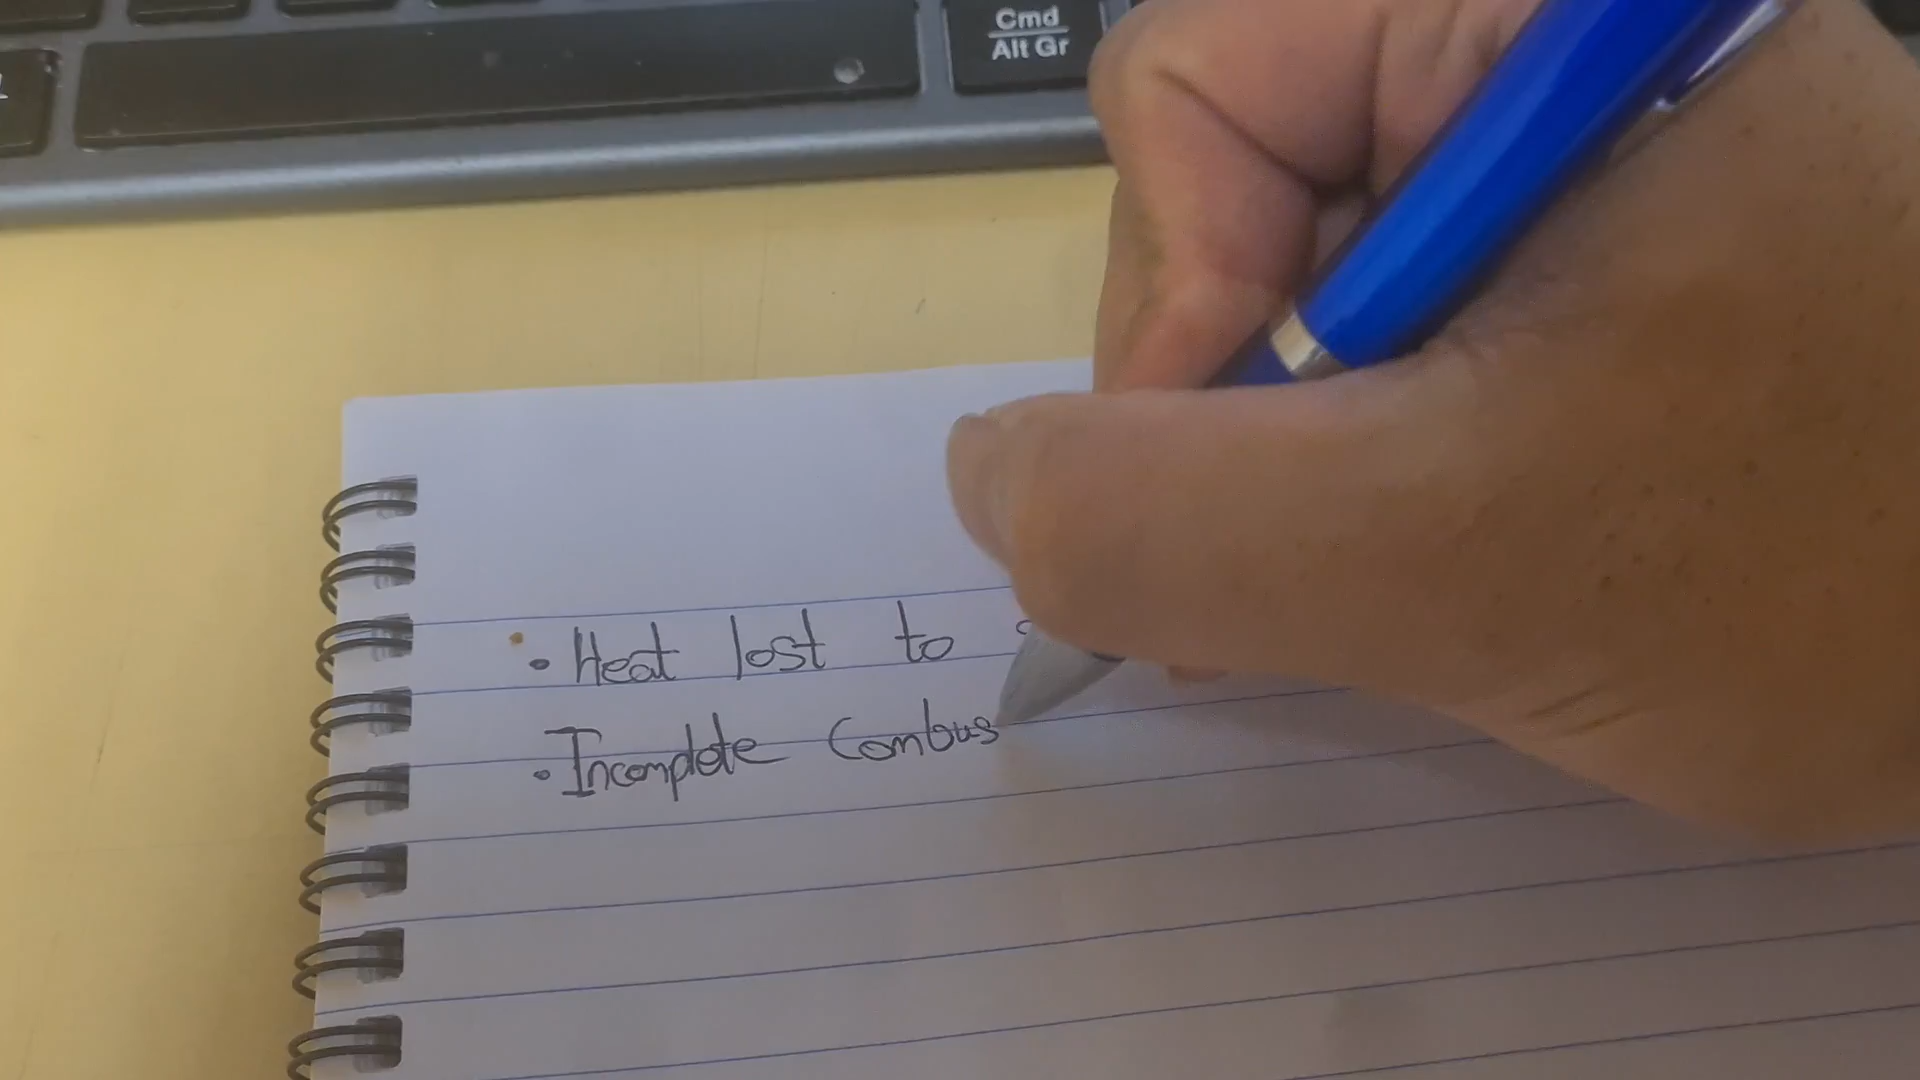 Cmd
Alt Gr
• Heat lost to
• Incomplete Combus